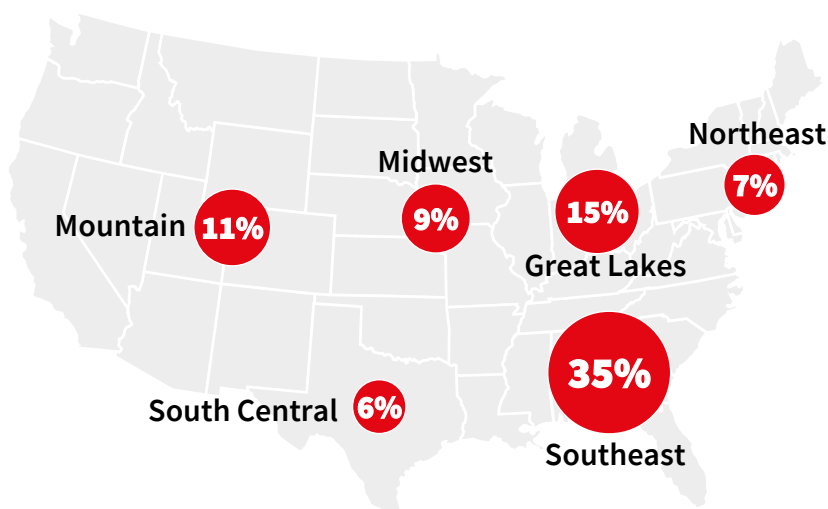 Northeast
7%
Midwest
9%
15%
Great Lakes
Mountain 11%
35%
Southeast
South Central 6%